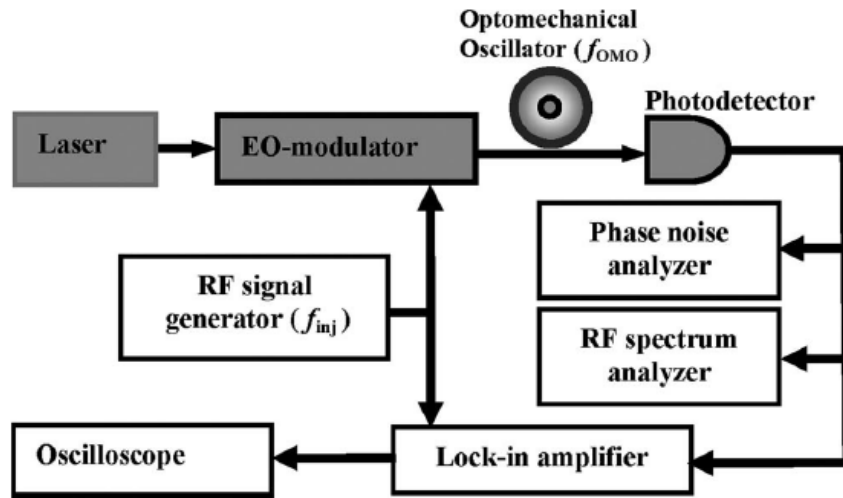 Optomechanical
Oscillator (fOMO)
Photodetector
Laser
EO-modulator
Phase noise
analyzer
RF signal
generator (finj)
RF spectrum
analyzer
Oscilloscope
Lock-in amplifier